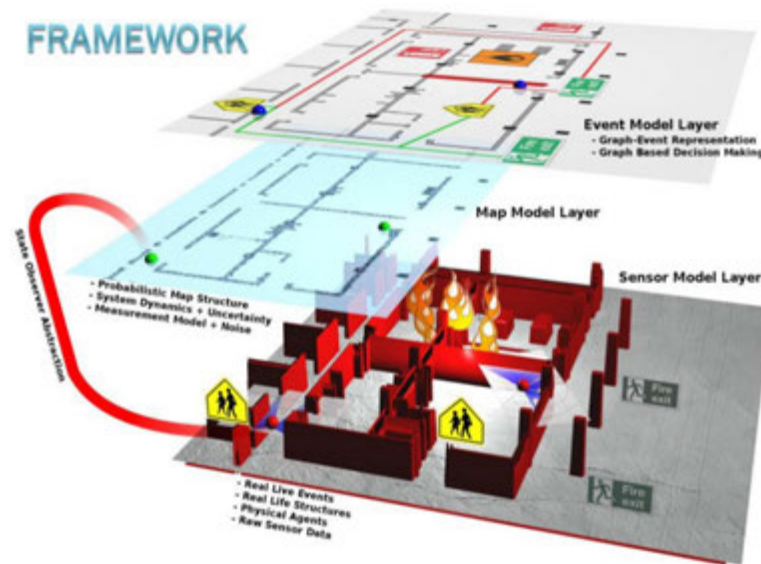 FRAMEWORK
Event Model Layer
- Graph-Event Representation
- Graph Based Decision Making
Map Model Layer
- Probabilistic Map Structure
- System Dynamics + Uncertainty
- Measurement Model + Noise
State Observer Abstraction
Sensor Model Layer
Fire
exit
Fire
exit
- Real Live Events
- Real Life Structures
- Physical Agents
- Raw Sensor Data